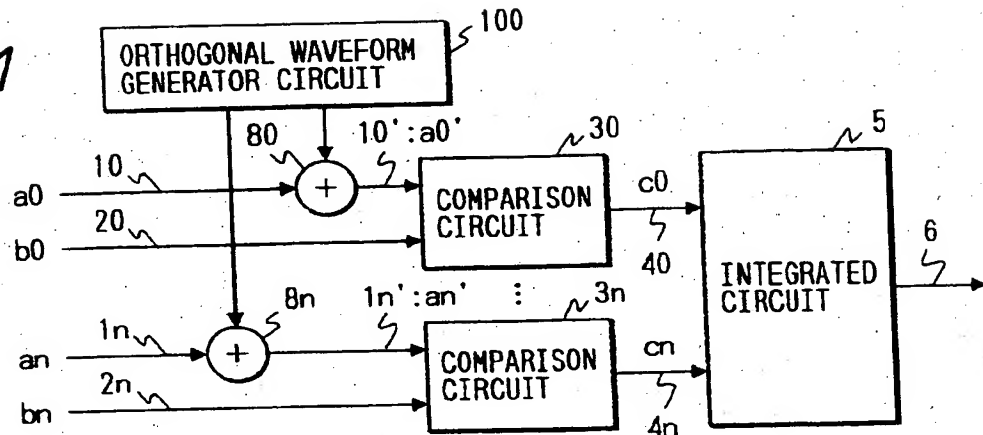 1
100
ORTHOGONAL WAVEFORM
GENERATOR CIRCUIT
80
10':a0'
30
5
10
a0
+
COMPARISON
CIRCUIT
c0
20
b0
40
INTEGRATED
CIRCUIT
6
1n
8n
1n':an'
⋮
3n
an
+
COMPARISON
CIRCUIT
cn
2n
bn
4n